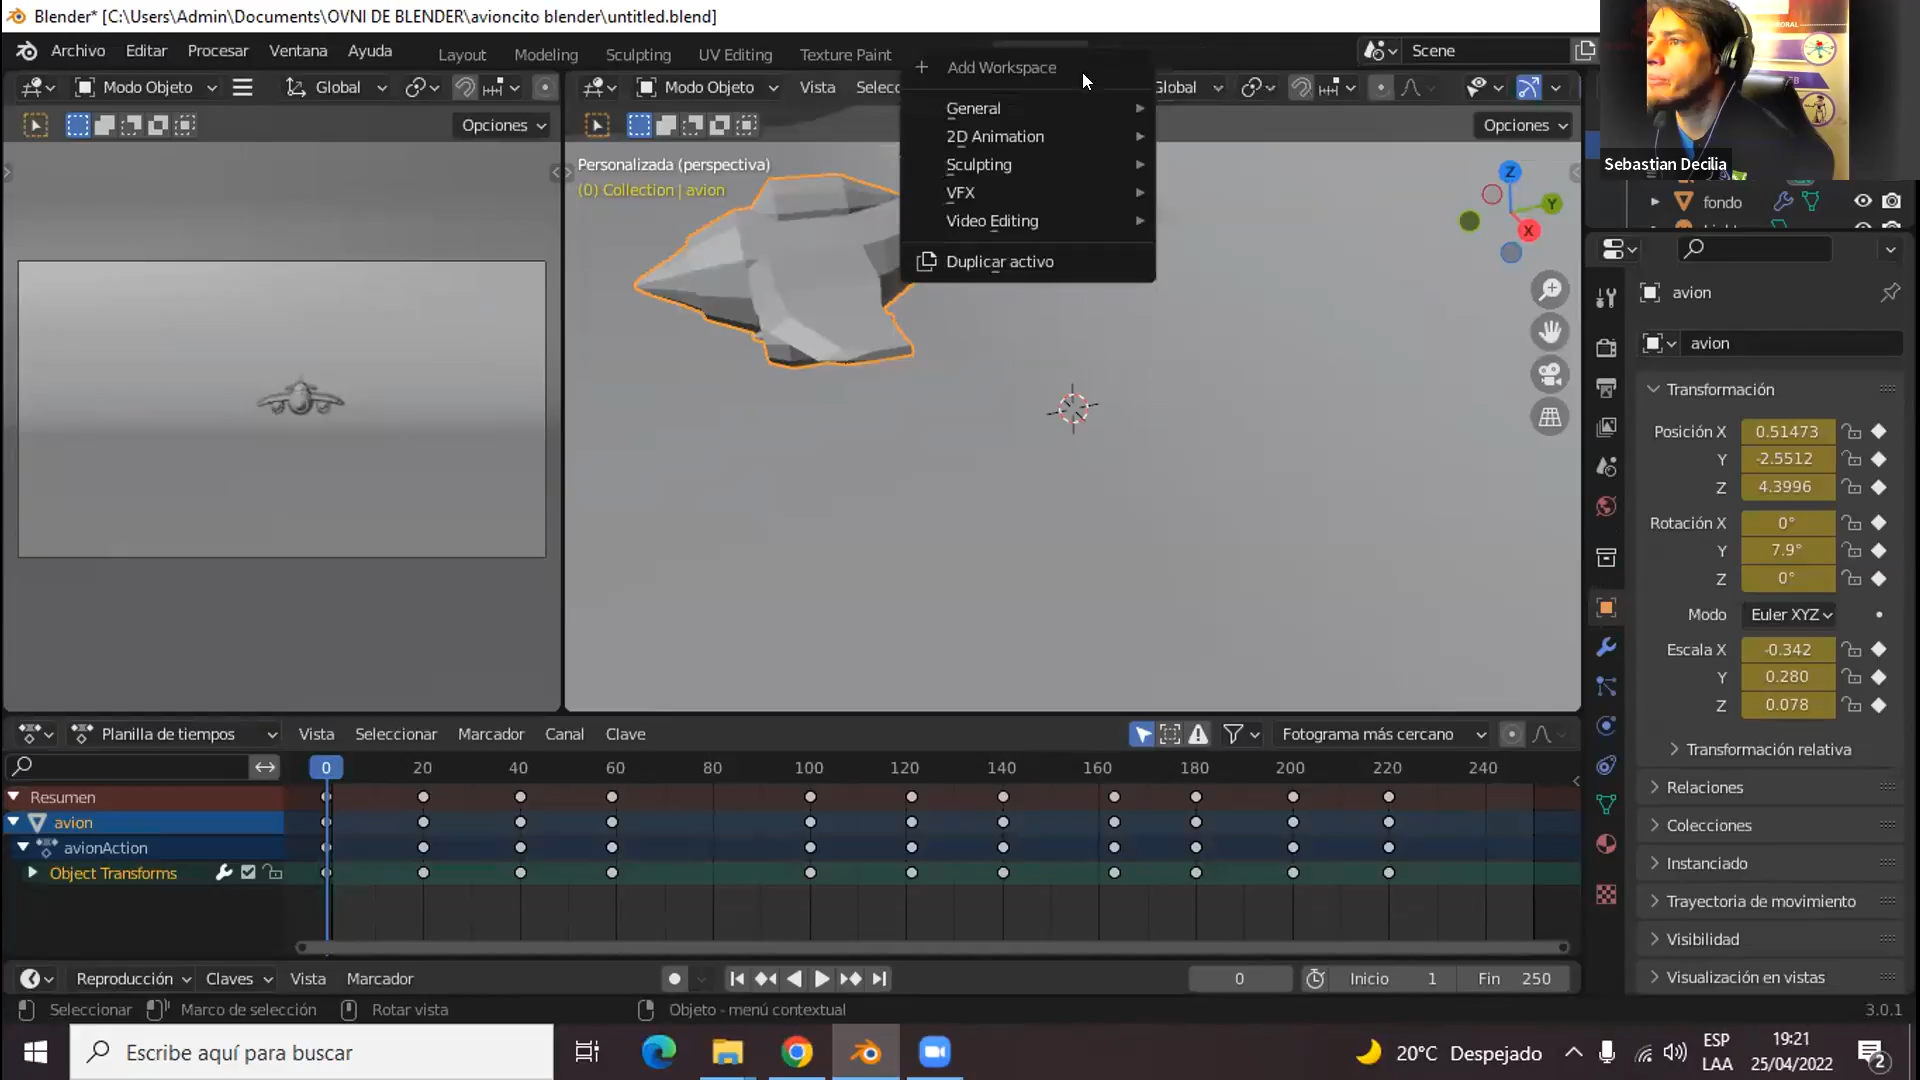 Blender* [C:\Users\Admin\Documents\OVNI DE BLENDER\avioncito blender\untitled.blend]
Archivo Editar Procesar Ventana Ayuda Layout Modeling Sculpting UV Editing Texture Paint Scene
Modo Objeto Global Modo Objeto Vista Selecc lobal
Opciones Opciones
Add Workspace
General
2D Animation
Sculpting
VFX
Video Editing
Duplicar activo
Personalizada (perspectiva)
(0) Collection | avion
Z
Y
X
Sebastian Decilia
fondo
avion
avion
Transformación
Posición X 0.51473
Y -2.5512
Z 4.3996
Rotación X 0°
Y 7.9°
Z 0°
Modo Euler XYZ
Escala X -0.342
Y 0.280
Z 0.078
Transformación relativa
Relaciones
Colecciones
Instanciado
Trayectoria de movimiento
Visibilidad
Visualización en vistas
Planilla de tiempos Vista Seleccionar Marcador Canal Clave Fotograma más cercano
0 20 40 60 80 100 120 140 160 180 200 220 240
Resumen
avion
avionAction
Object Transforms
Reproducción Claves Vista Marcador 0 Inicio 1 Fin 250
Seleccionar Marco de selección Rotar vista Objeto - menú contextual 3.0.1
Escribe aquí para buscar
20°C Despejado
ESP
LAA
19:21
25/04/2022
2